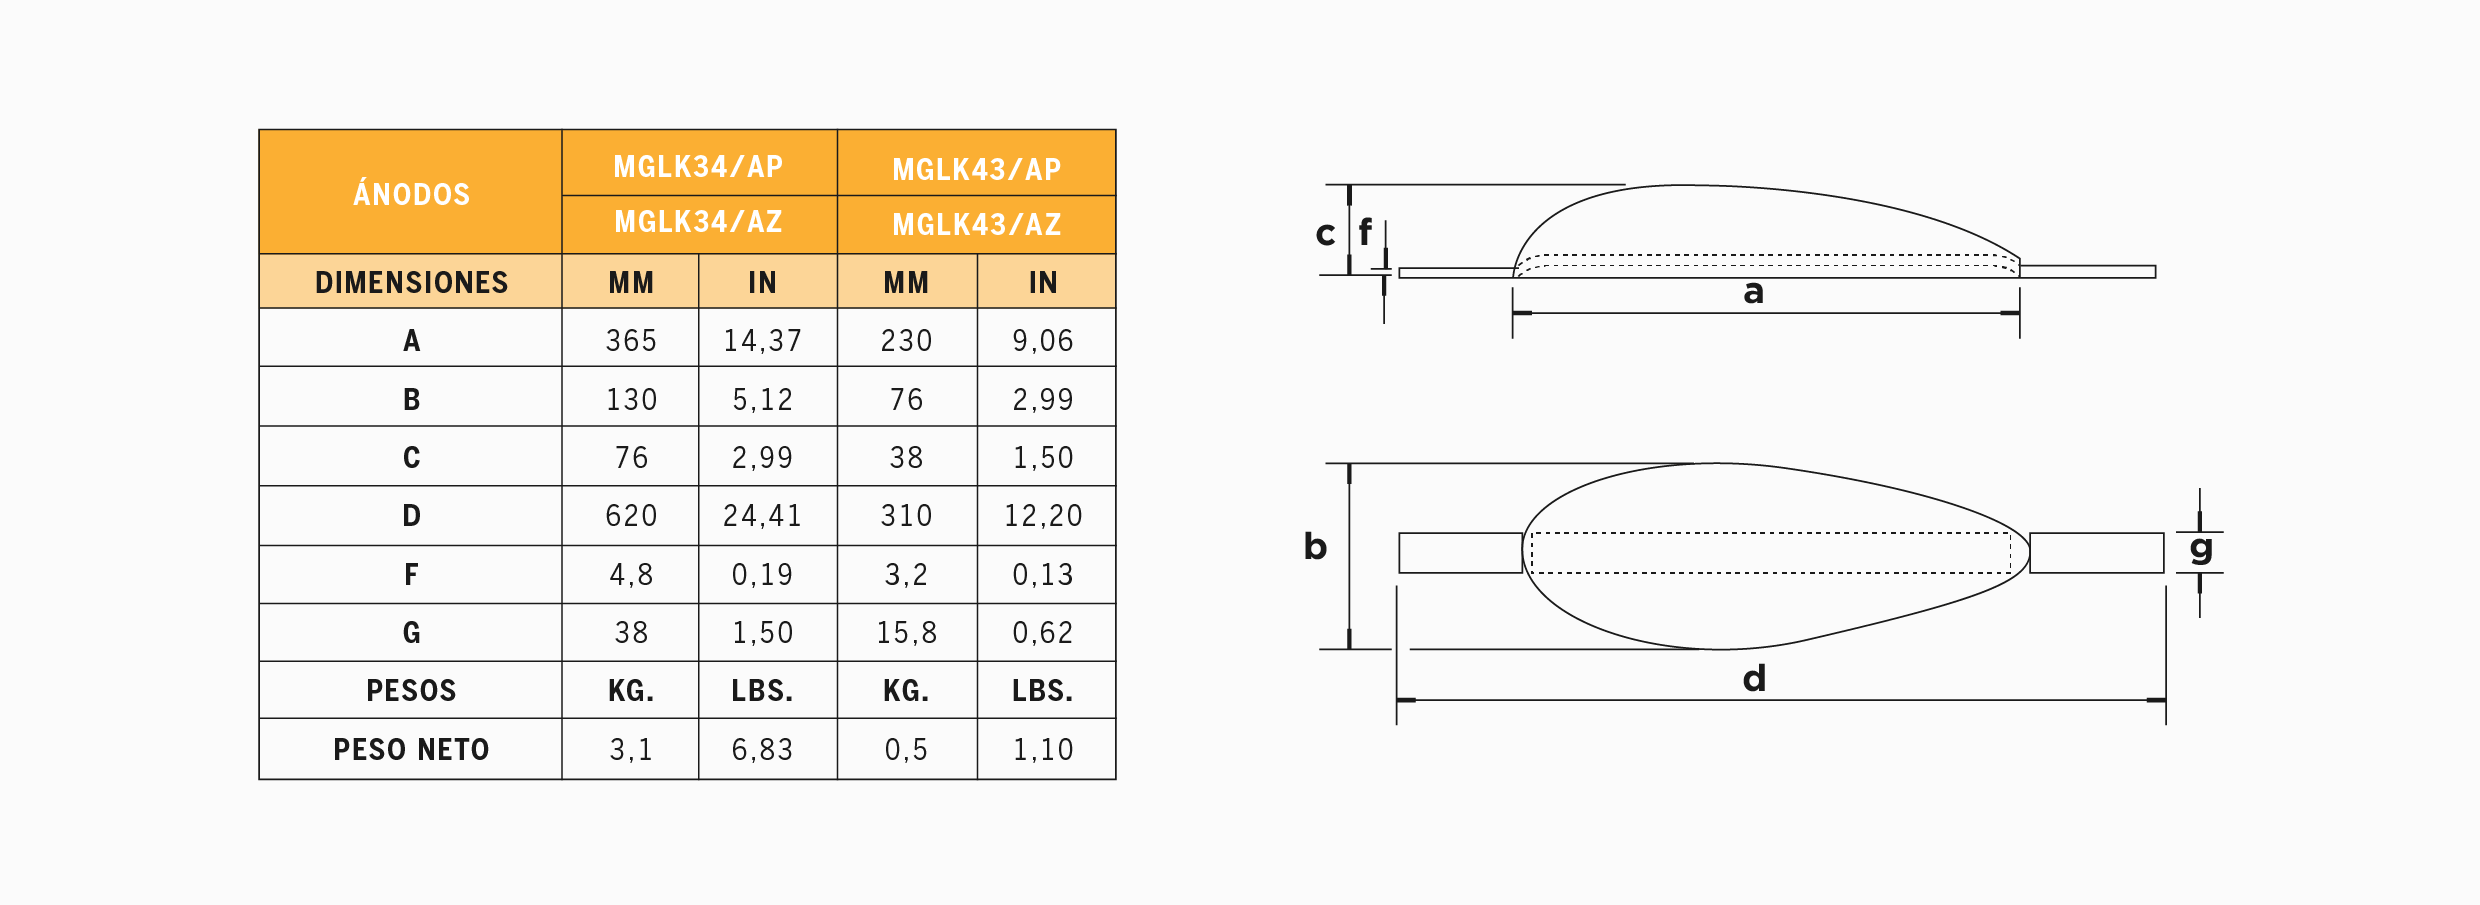 ÁNODOS MGLK34/AP MGLK43/AP
MGLK34/AZ MGLK43/AZ
DIMENSIONES MM IN MM IN
A 365 14,37 230 9,06
B 130 5,12 76 2,99
C 76 2,99 38 1,50
D 620 24,41 310 12,20
F 4,8 0,19 3,2 0,13
G 38 1,50 15,8 0,62
PESOS KG. LBS. KG. LBS.
PESO NETO 3,1 6,83 0,5 1,10
c f
a
b
g
d